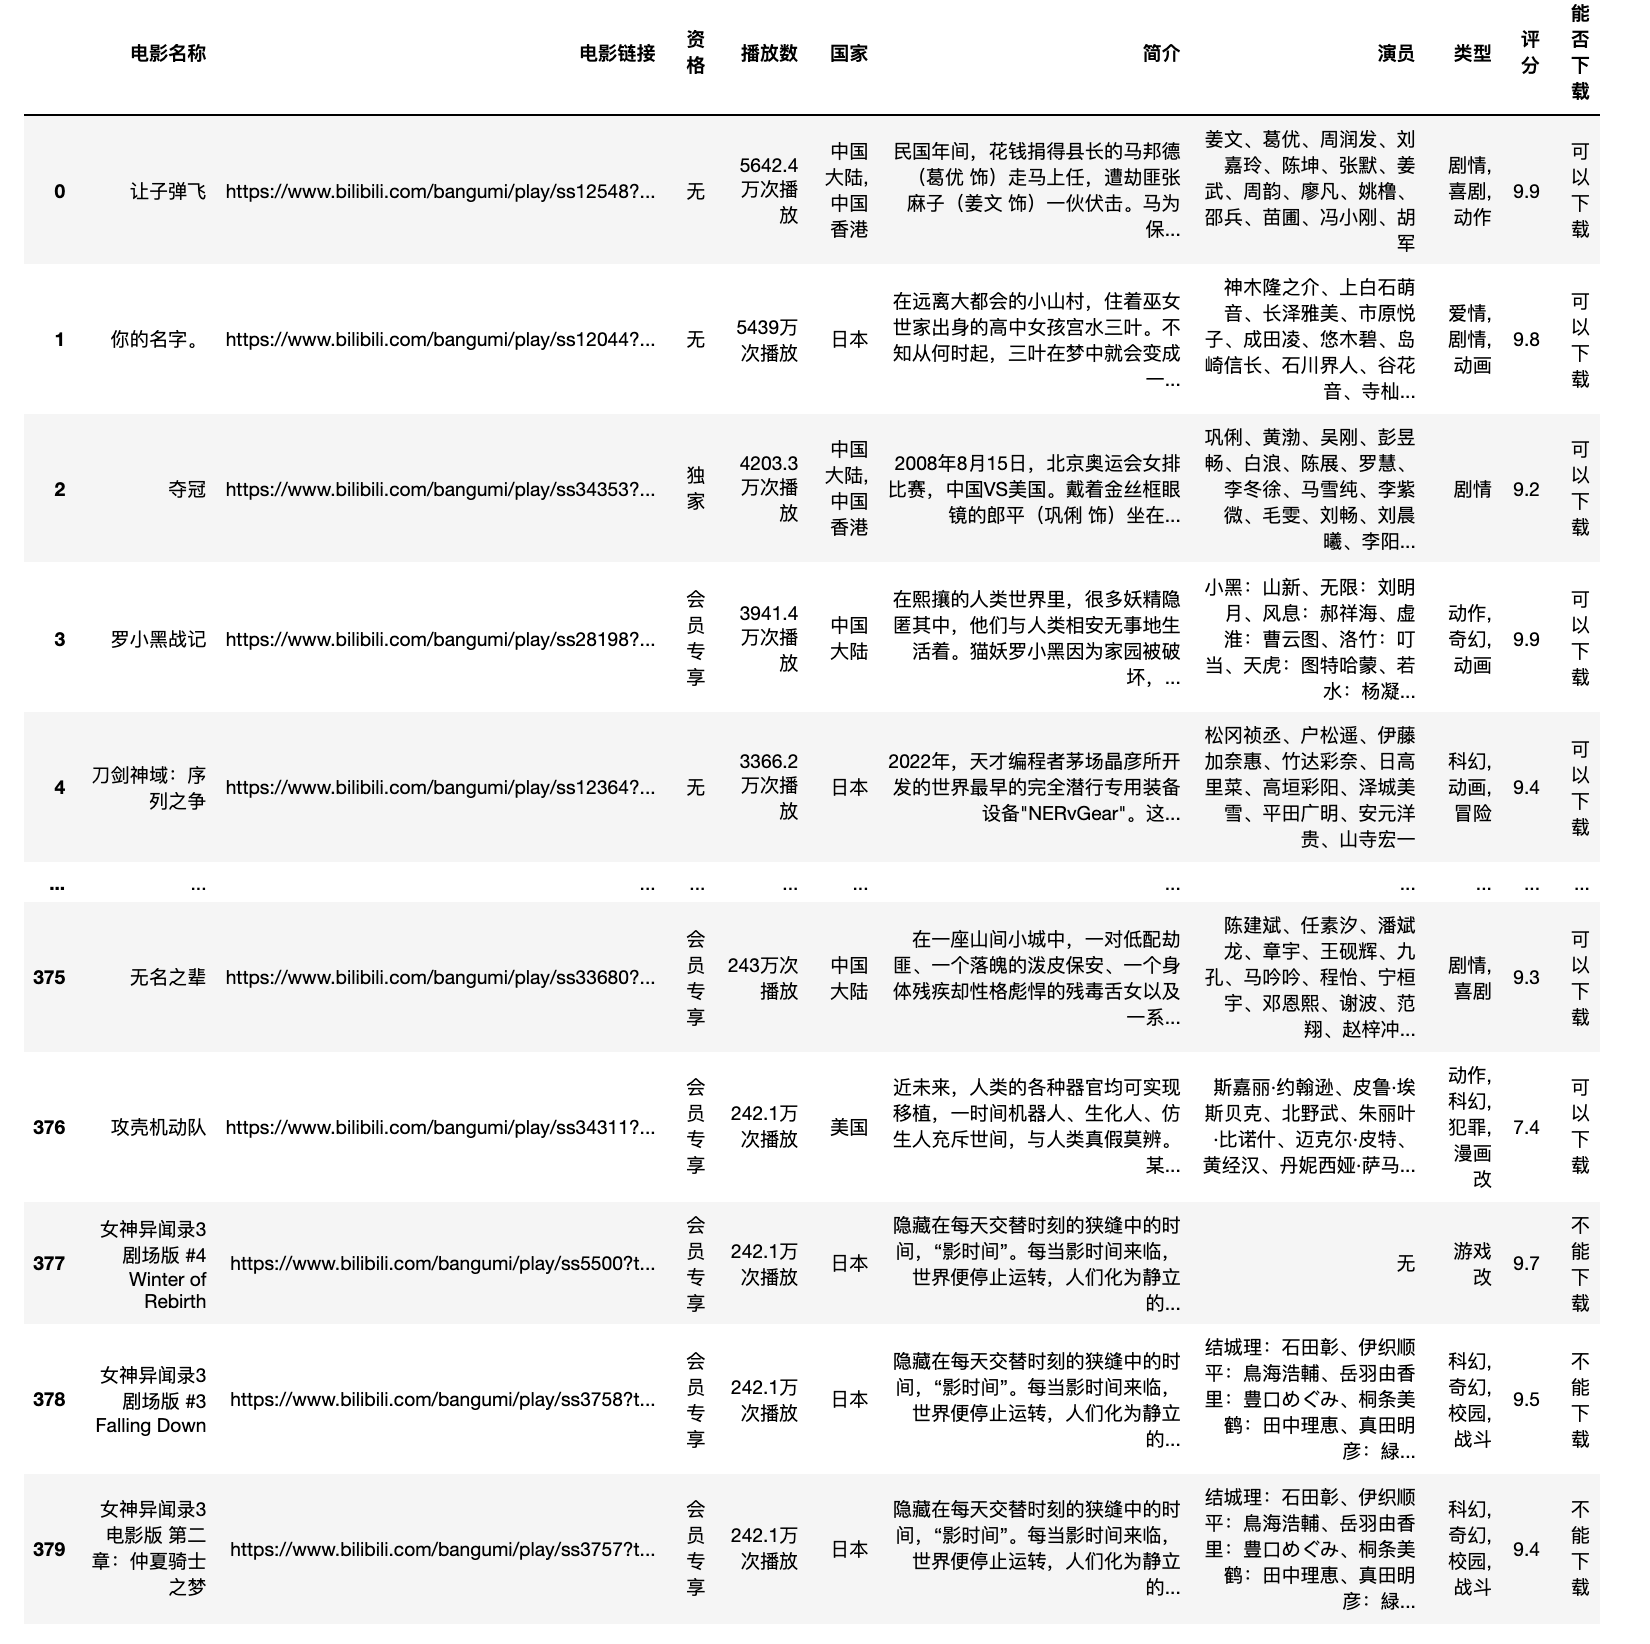 电影名称 电影链接 资格 播放数 国家 简介 演员 类型 评分 能否下载
0 让子弹飞 https://www.bilibili.com/bangumi/play/ss12548?... 无 5642.4万次播放 中国大陆,中国香港 民国年间，花钱捐得县长的马邦德（葛优 饰）走马上任，遭劫匪张麻子（姜文 饰）一伙伏击。马为保... 姜文、葛优、周润发、刘嘉玲、陈坤、张默、姜武、周韵、廖凡、姚橹、邵兵、苗圃、冯小刚、胡军 剧情,喜剧,动作 9.9 可以下载
1 你的名字。 https://www.bilibili.com/bangumi/play/ss12044?... 无 5439万次播放 日本 在远离大都会的小山村，住着巫女世家出身的高中女孩宫水三叶。不知从何时起，三叶在梦中就会变成一... 神木隆之介、上白石萌音、长泽雅美、市原悦子、成田凌、悠木碧、岛崎信长、石川界人、谷花音、寺杣... 爱情,剧情,动画 9.8 可以下载
2 夺冠 https://www.bilibili.com/bangumi/play/ss34353?... 独家 4203.3万次播放 中国大陆,中国香港 2008年8月15日，北京奥运会女排比赛，中国VS美国。戴着金丝框眼镜的郎平（巩俐 饰）坐在... 巩俐、黄渤、吴刚、彭昱畅、白浪、陈展、罗慧、李冬徐、马雪纯、李紫微、毛雯、刘畅、刘晨曦、李阳... 剧情 9.2 可以下载
3 罗小黑战记 https://www.bilibili.com/bangumi/play/ss28198?... 会员专享 3941.4万次播放 中国大陆 在熙攘的人类世界里，很多妖精隐匿其中，他们与人类相安无事地生活着。猫妖罗小黑因为家园被破坏，... 小黑：山新、无限：刘明月、风息：郝祥海、虚淮：曹云图、洛竹：叮当、天虎：图特哈蒙、若水：杨凝... 动作,奇幻,动画 9.9 可以下载
4 刀剑神域：序列之争 https://www.bilibili.com/bangumi/play/ss12364?... 无 3366.2万次播放 日本 2022年，天才编程者茅场晶彦所开发的世界最早的完全潜行专用装备设备"NERvGear"。这... 松冈祯丞、户松遥、伊藤加奈惠、竹达彩奈、日高里菜、高垣彩阳、泽城美雪、平田广明、安元洋贵、山寺宏一 科幻,动画,冒险 9.4 可以下载
... ... ... ... ... ... ... ... ... ... ...
375 无名之辈 https://www.bilibili.com/bangumi/play/ss33680?... 会员专享 243万次播放 中国大陆 在一座山间小城中，一对低配劫匪、一个落魄的泼皮保安、一个身体残疾却性格彪悍的残毒舌女以及一系... 陈建斌、任素汐、潘斌龙、章宇、王砚辉、九孔、马吟吟、程怡、宁桓宇、邓恩熙、谢波、范翔、赵梓冲... 剧情,喜剧 9.3 可以下载
376 攻壳机动队 https://www.bilibili.com/bangumi/play/ss34311?... 会员专享 242.1万次播放 美国 近未来，人类的各种器官均可实现移植，一时间机器人、生化人、仿生人充斥世间，与人类真假莫辨。某... 斯嘉丽·约翰逊、皮鲁·埃斯贝克、北野武、朱丽叶·比诺什、迈克尔·皮特、黄经汉、丹妮西娅·萨马... 动作,科幻,犯罪,漫画改 7.4 可以下载
377 女神异闻录3 剧场版 #4 Winter of Rebirth https://www.bilibili.com/bangumi/play/ss5500?t... 会员专享 242.1万次播放 日本 隐藏在每天交替时刻的狭缝中的时间，“影时间”。每当影时间来临，世界便停止运转，人们化为静立的... 无 游戏改 9.7 不能下载
378 女神异闻录3 剧场版 #3 Falling Down https://www.bilibili.com/bangumi/play/ss3758?t... 会员专享 242.1万次播放 日本 隐藏在每天交替时刻的狭缝中的时间，“影时间”。每当影时间来临，世界便停止运转，人们化为静立的... 结城理：石田彰、伊织顺平：鳥海浩輔、岳羽由香里：豊口めぐみ、桐条美鹤：田中理恵、真田明彦：緑... 科幻,奇幻,校园,战斗 9.5 不能下载
379 女神异闻录3 电影版 第二章：仲夏骑士之梦 https://www.bilibili.com/bangumi/play/ss3757?t... 会员专享 242.1万次播放 日本 隐藏在每天交替时刻的狭缝中的时间，“影时间”。每当影时间来临，世界便停止运转，人们化为静立的... 结城理：石田彰、伊织顺平：鳥海浩輔、岳羽由香里：豊口めぐみ、桐条美鹤：田中理恵、真田明彦：緑... 科幻,奇幻,校园,战斗 9.4 不能下载